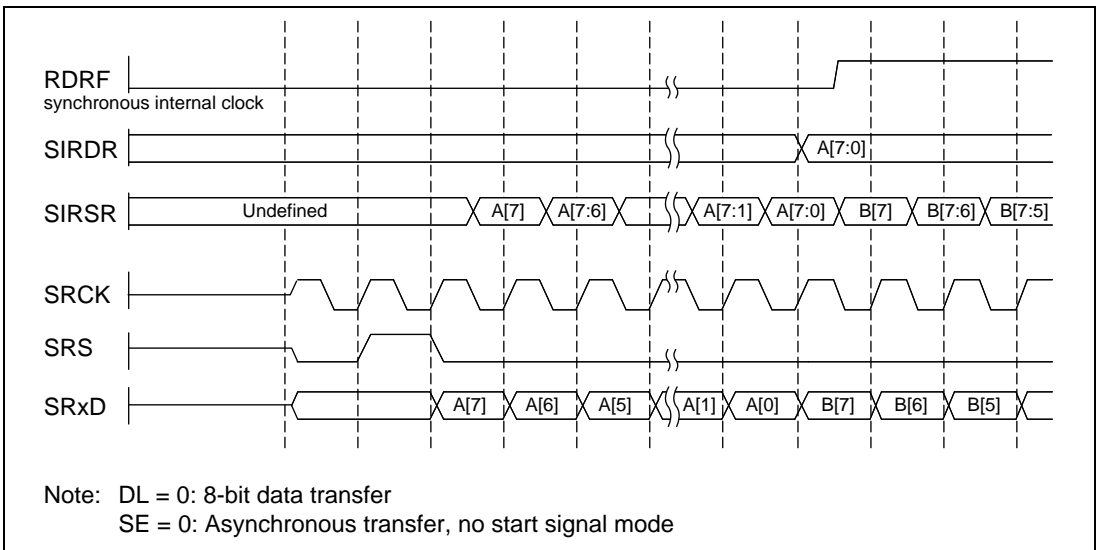 RDRF
synchronous internal clock
SIRDR A[7:0]
SIRSR Undefined A[7] A[7:6] A[7:1] A[7:0] B[7] B[7:6] B[7:5]
SRCK
SRS
SRxD A[7] A[6] A[5] A[1] A[0] B[7] B[6] B[5]
Note: DL = 0: 8-bit data transfer
SE = 0: Asynchronous transfer, no start signal mode